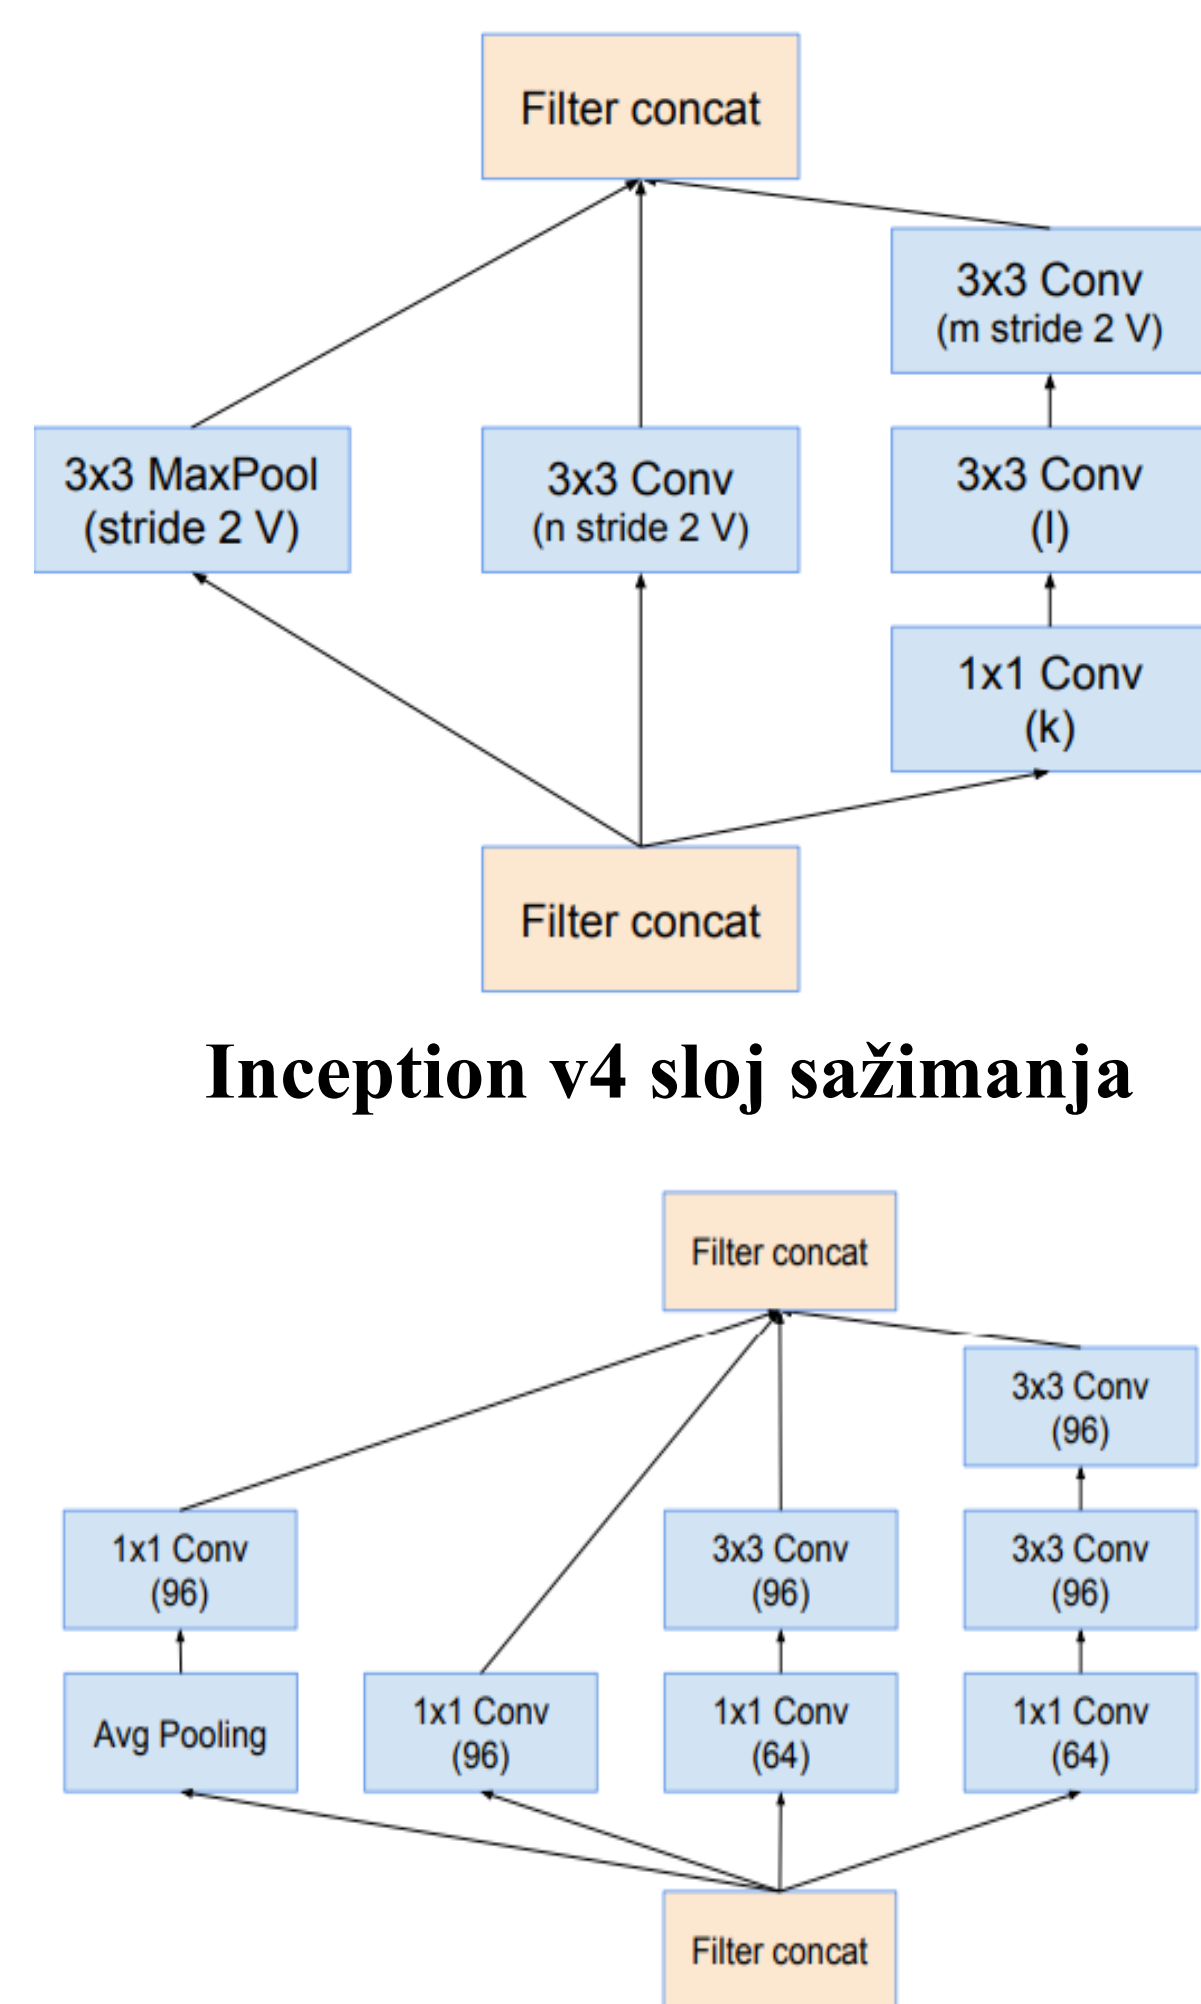 Filter concat
3x3 Conv
(m stride 2 V)
3x3 MaxPool
(stride 2 V)
3x3 Conv
(n stride 2 V)
3x3 Conv
(l)
1x1 Conv
(k)
Filter concat
Inception v4 sloj sažimanja
Filter concat
3x3 Conv
(96)
1x1 Conv
(96)
3x3 Conv
(96)
3x3 Conv
(96)
Avg Pooling
1x1 Conv
(96)
1x1 Conv
(64)
1x1 Conv
(64)
Filter concat